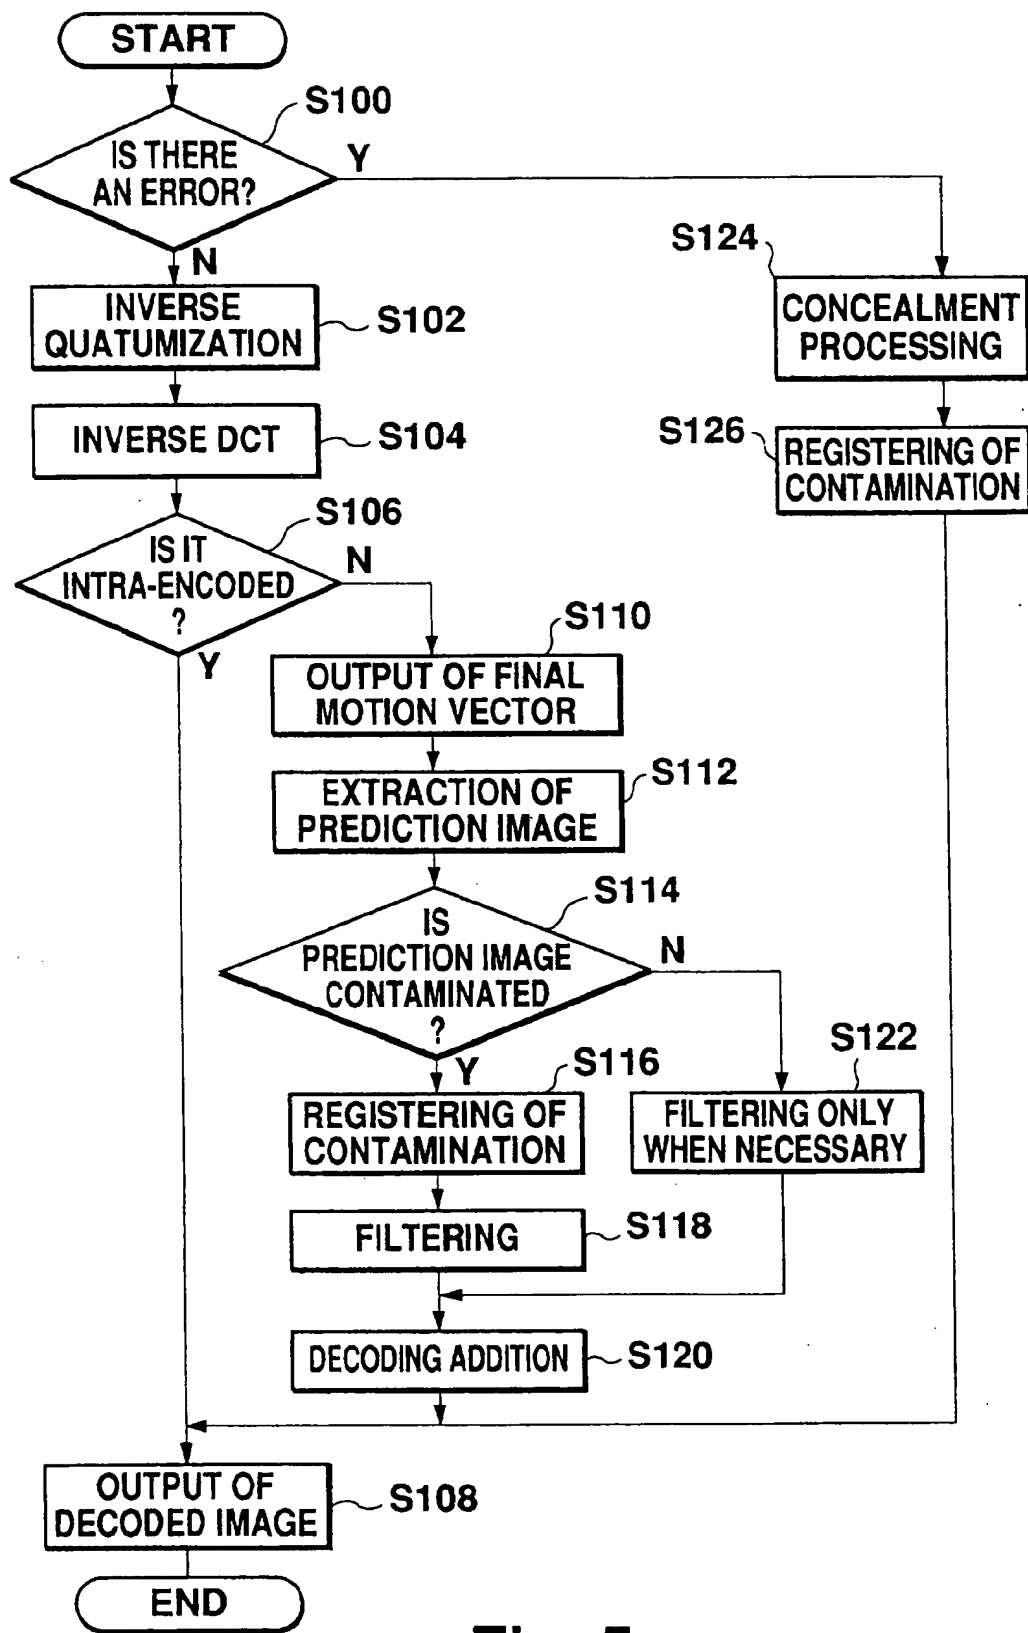 START
S100
IS THERE
AN ERROR?
Y
N
S124
INVERSE
QUATUMIZATION
S102
CONCEALMENT
PROCESSING
INVERSE DCT
S104
S126
REGISTERING OF
CONTAMINATION
S106
IS IT
INTRA-ENCODED
?
N
Y
S110
OUTPUT OF FINAL
MOTION VECTOR
S112
EXTRACTION OF
PREDICTION IMAGE
S114
IS
PREDICTION IMAGE
CONTAMINATED
?
N
Y
S116
S122
REGISTERING OF
CONTAMINATION
FILTERING ONLY
WHEN NECESSARY
FILTERING
S118
DECODING ADDITION
S120
OUTPUT OF
DECODED IMAGE
S108
END